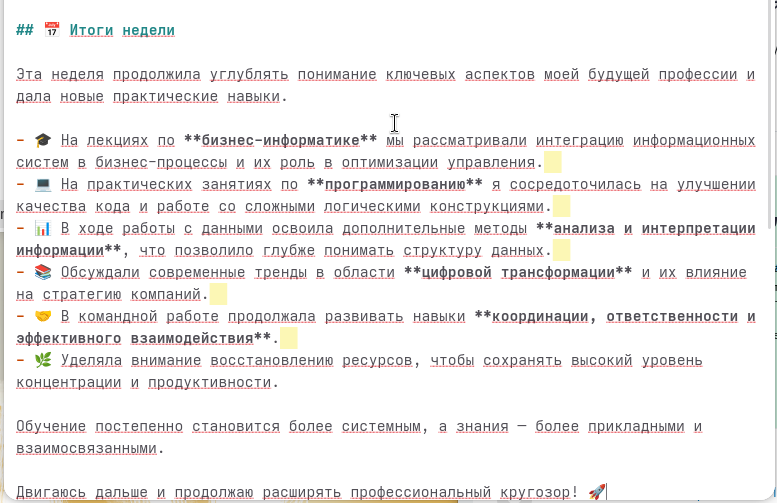 ## 📅 Итоги недели
Эта неделя продолжила углублять понимание ключевых аспектов моей будущей профессии и
дала новые практические навыки.
- 🎓 На лекциях по **бизнес-информатике** мы рассматривали интеграцию информационных
систем в бизнес-процессы и их роль в оптимизации управления.
- 💻 На практических занятиях по **программированию** я сосредоточилась на улучшении
качества кода и работе со сложными логическими конструкциями.
- 📊 В ходе работы с данными освоила дополнительные методы **анализа и интерпретации
информации**, что позволило глубже понимать структуру данных.
- 📚 Обсуждали современные тренды в области **цифровой трансформации** и их влияние
на стратегию компаний.
- 🤝 В командной работе продолжала развивать навыки **координации, ответственности и
эффективного взаимодействия**.
- 🌿 Уделяла внимание восстановлению ресурсов, чтобы сохранять высокий уровень
концентрации и продуктивности.
Обучение постепенно становится более системным, а знания — более прикладными и
взаимосвязанными.
Двигаюсь дальше и продолжаю расширять профессиональный кругозор! 🚀